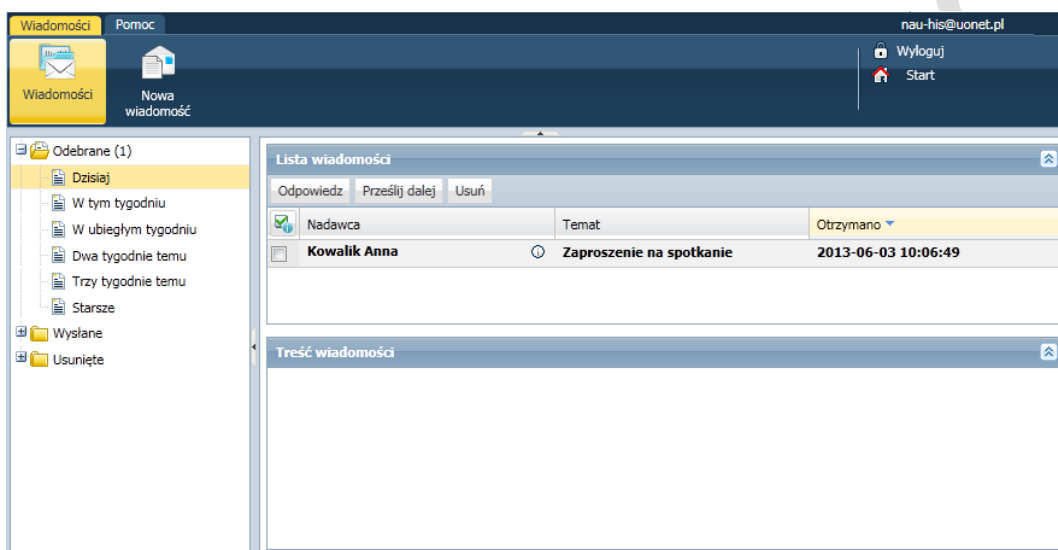 Wiadomości Pomoc nau-his@uonet.pl
Wyloguj
Start
Wiadomości
Nowa
wiadomość
Odebrane (1)
Dzisiaj
W tym tygodniu
W ubiegłym tygodniu
Dwa tygodnie temu
Trzy tygodnie temu
Starsze
Wysłane
Usunięte
Lista wiadomości
Odpowiedz Prześlij dalej Usuń
Nadawca Temat Otrzymano
Kowalik Anna Zaproszenie na spotkanie 2013-06-03 10:06:49
Treść wiadomości